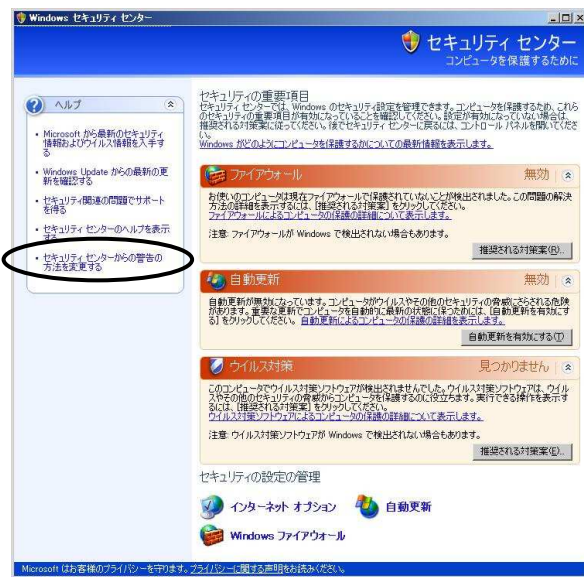 Windows セキュリティ センター
セキュリティ センター
コンピュータを保護するために
ヘルプ
• Microsoft から最新のセキュリティ
情報およびウイルス情報を入手す
る
• Windows Update からの最新の更
新を確認する
• セキュリティ関連の問題でサポート
を得る
• セキュリティ センターのヘルプを表示
する
• セキュリティ センターからの警告の
方法を変更する
セキュリティの重要項目
セキュリティ センターでは、Windows のセキュリティ設定を管理できます。コンピュータを保護するため、これら
のセキュリティの重要項目が有効になっていることを確認してください。設定が有効になっていない場合は、
推奨される対策案に従ってください。後でセキュリティ センターに戻るには、コントロール パネルを開いてくださ
い。
Windows がどのようにコンピュータを保護するかについての最新情報を表示します。
ファイアウォール 無効
お使いのコンピュータは現在ファイアウォールで保護されていないことが検出されました。この問題の解決
方法の詳細を表示するには、[推奨される対策案] をクリックしてください。
ファイアウォールによるコンピュータの保護の詳細について表示します。
注意: ファイアウォールが Windows で検出されない場合もあります。
推奨される対策案(R)...
自動更新 無効
自動更新が無効になっています。コンピュータがウイルスやその他のセキュリティの脅威にさらされる危険
があります。重要な更新でコンピュータを自動的に最新の状態に保つためには、[自動更新を有効にす
る] をクリックしてください。 自動更新によるコンピュータの保護の詳細を表示します。
自動更新を有効にする(T)
ウイルス対策 見つかりません
このコンピュータでウイルス対策ソフトウェアが検出されませんでした。ウイルス対策ソフトウェアは、ウイル
スやその他のセキュリティの脅威からコンピュータを保護するのに役立ちます。実行できる操作を表示す
るには、[推奨される対策案] をクリックしてください。
ウイルス対策ソフトウェアによるコンピュータの保護の詳細について表示します。
注意: ウイルス対策ソフトウェアが Windows で検出されない場合もあります。
推奨される対策案(E)...
セキュリティの設定の管理
インターネット オプション 自動更新
Windows ファイアウォール
Microsoft はお客様のプライバシーを守ります。プライバシーに関する声明をお読みください。